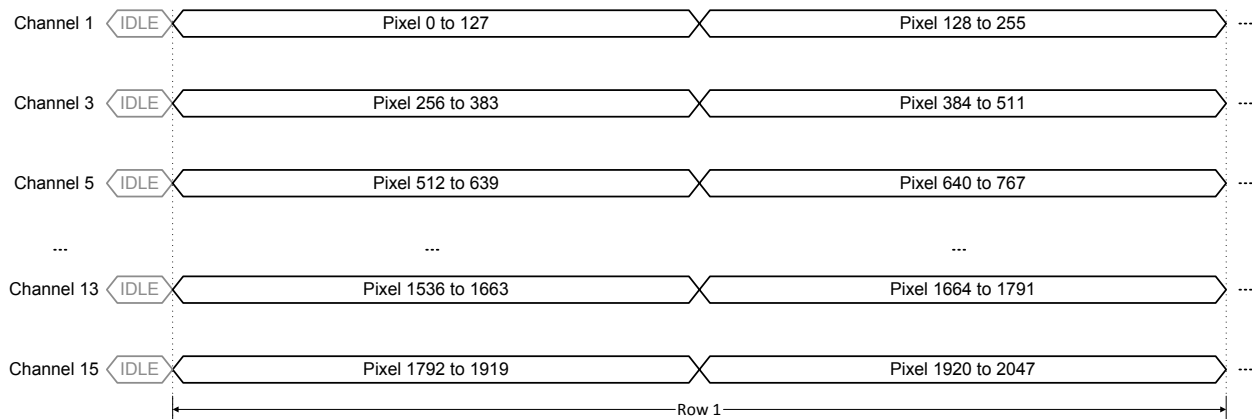 Channel 1 IDLE Pixel 0 to 127 Pixel 128 to 255 ---
Channel 3 IDLE Pixel 256 to 383 Pixel 384 to 511 ---
Channel 5 IDLE Pixel 512 to 639 Pixel 640 to 767 ---
--- --- ---
Channel 13 IDLE Pixel 1536 to 1663 Pixel 1664 to 1791 ---
Channel 15 IDLE Pixel 1792 to 1919 Pixel 1920 to 2047 ---
Row 1